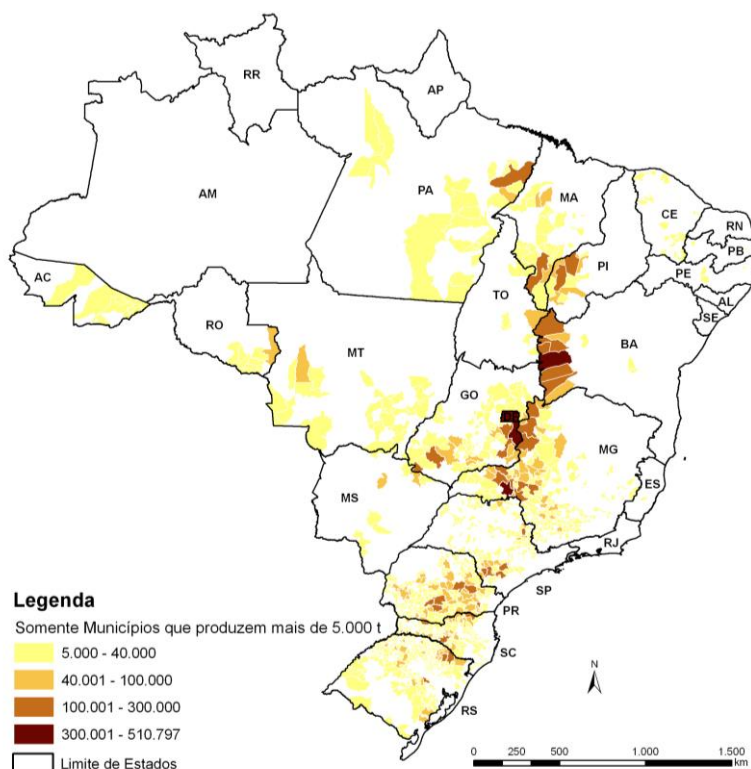 RR
AP
AM
PA
MA
CE
RN
PB
PE
AL
SE
PI
AC
TO
RO
MT
BA
GO
DF
MG
ES
MS
RJ
SP
PR
SC
RS
Legenda
Somente Municípios que produzem mais de 5.000 t
5.000 - 40.000
40.001 - 100.000
100.001 - 300.000
300.001 - 510.797
Limite de Estados
N
0 250 500 1.000 1.500
km